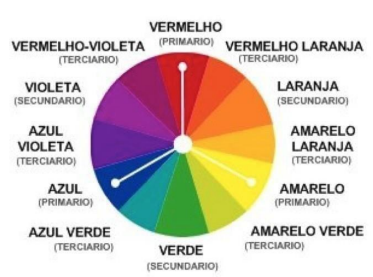 VERMELHO
(PRIMARIO)
VERMELHO-VIOLETA
(TERCIARIO)
VERMELHO LARANJA
(TERCIARIO)
VIOLETA
(SECUNDARIO)
LARANJA
(SECUNDARIO)
AZUL
VIOLETA
(TERCIARIO)
AMARELO
LARANJA
(TERCIARIO)
AZUL
(PRIMARIO)
AMARELO
(PRIMARIO)
AZUL VERDE
(TERCIARIO)
AMARELO VERDE
(TERCIARIO)
VERDE
(SECUNDARIO)